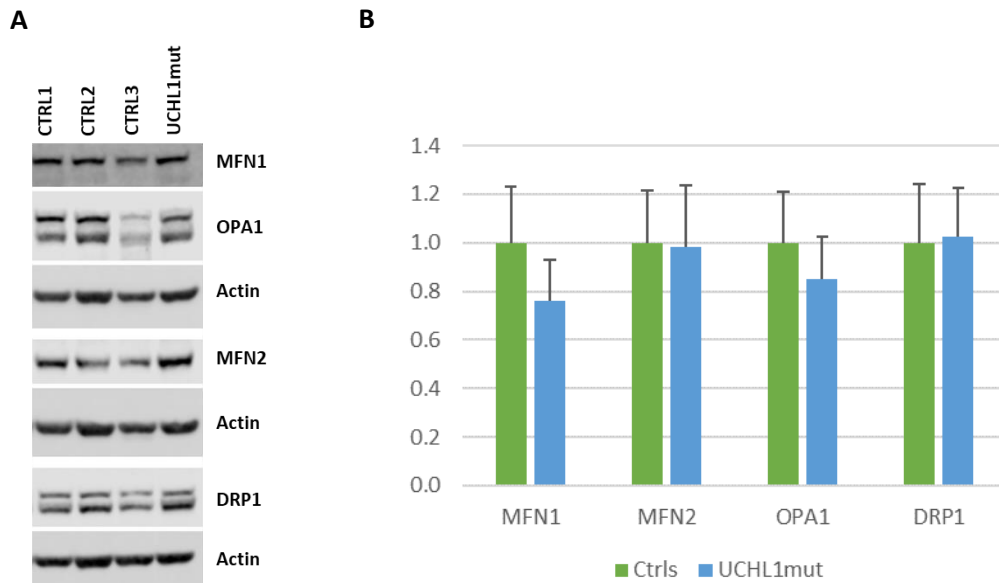 A
CTRL1
CTRL2
CTRL3
UCHL1mut
MFN1
OPA1
Actin
MFN2
Actin
DRP1
Actin
B
1.4
1.2
1.0
0.8
0.6
0.4
0.2
0.0
MFN1 MFN2 OPA1 DRP1
Ctrls UCHL1mut